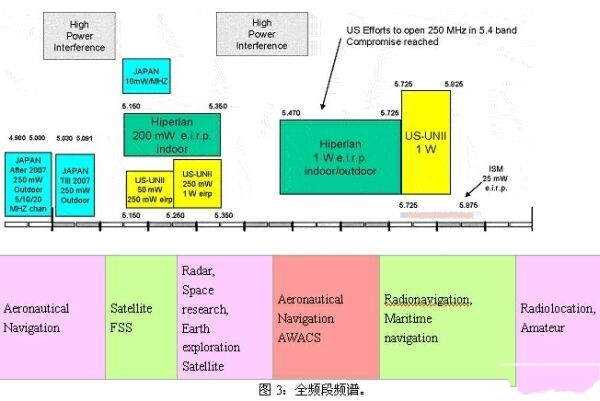 High
Power
Interference
High
Power
Interference
US Efforts to open 250 MHz in 5.4 band
Compromise reached
JAPAN
10mW/MHZ
5.725 5.825
5.150 5.350
5.470 5.725
4.900 5.000
5.030 5.091
Hiperlan
200 mW e.i.r.p.
indoor
Hiperlan
1 W e.i.r.p.
indoor/outdoor
US-UNII
1 W
JAPAN
After 2007
250 mW
Outdoor
5/10/20
MHZ chan
JAPAN
Till 2007
250 mW
Outdoor
US-UNII
50 mW
250 mW eirp
US-UNII
250 mW
1 W eirp
ISM
25 mW
e.i.r.p.
5.150 5.250 5.350
5.725 5.875
Aeronautical
Navigation
Satellite
FSS
Radar,
Space
research,
Earth
exploration
Satellite
Aeronautical
Navigation
AWACS
Radionavigation,
Maritime
navigation
Radiolocation,
Amateur
图 3：全频段频谱。